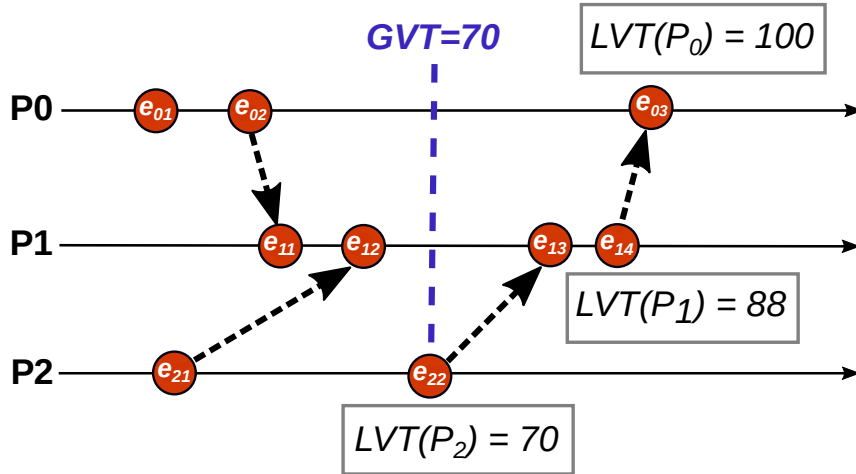 GVT=70
LVT(P0) = 100
P0
e01
e02
e03
P1
e11
e12
e13
e14
LVT(P1) = 88
P2
e21
e22
LVT(P2) = 70